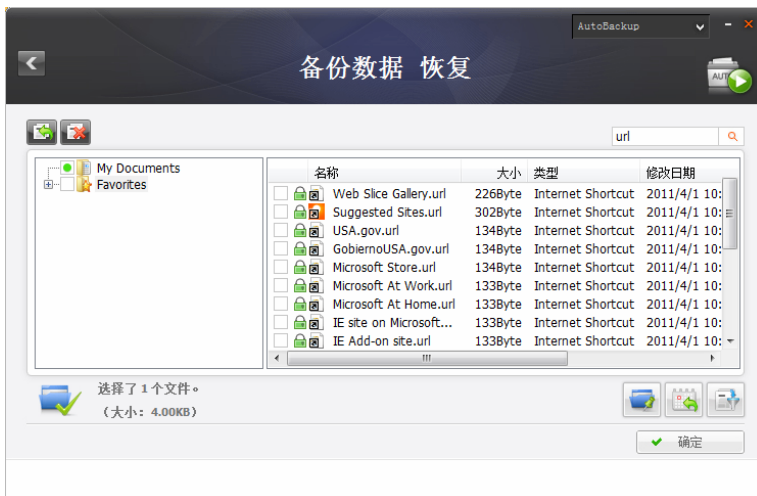 AutoBackup
备份数据 恢复
AUT
url
My Documents
Favorites
名称 大小 类型 修改日期
Web Slice Gallery.url 226Byte Internet Shortcut 2011/4/1 10:
Suggested Sites.url 302Byte Internet Shortcut 2011/4/1 10:
USA.gov.url 134Byte Internet Shortcut 2011/4/1 10:
GobiernoUSA.gov.url 134Byte Internet Shortcut 2011/4/1 10:
Microsoft Store.url 134Byte Internet Shortcut 2011/4/1 10:
Microsoft At Work.url 133Byte Internet Shortcut 2011/4/1 10:
Microsoft At Home.url 133Byte Internet Shortcut 2011/4/1 10:
IE site on Microsoft... 133Byte Internet Shortcut 2011/4/1 10:
IE Add-on site.url 133Byte Internet Shortcut 2011/4/1 10:
选择了1个文件。
（大小：4.00KB）
确定